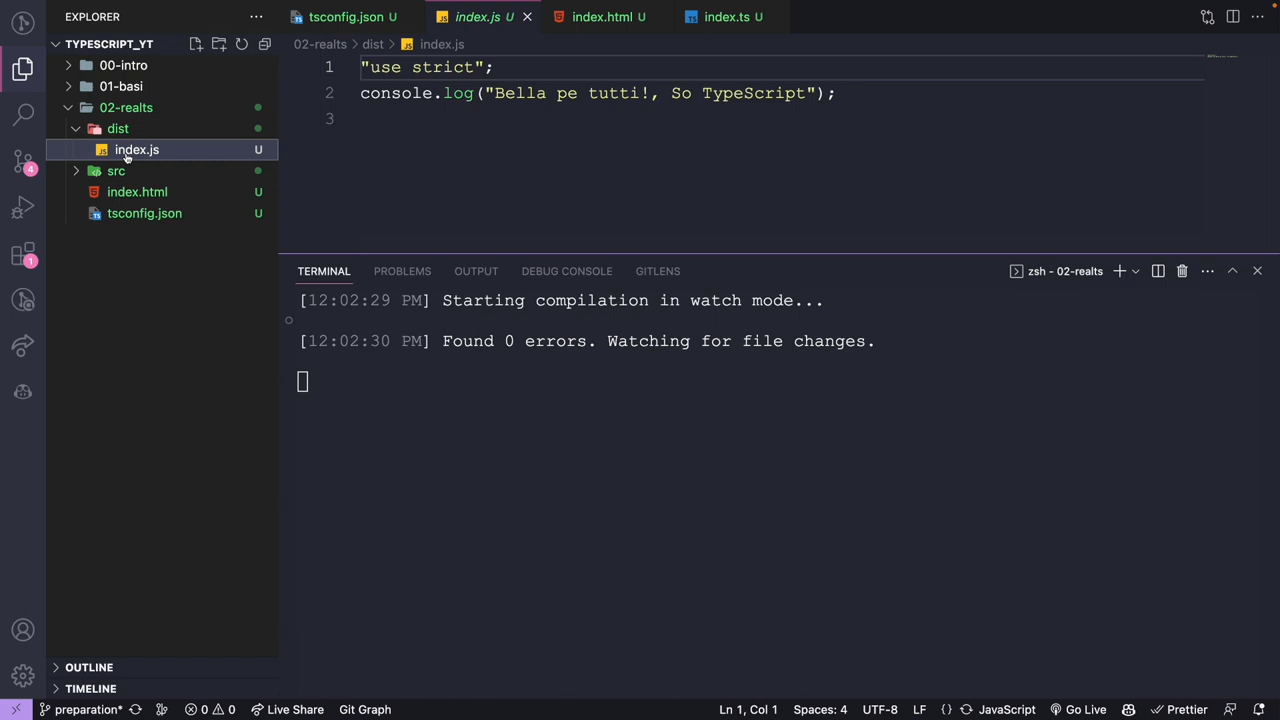 EXPLORER
TYPESCRIPT_YT
00-intro
01-basi
02-realts
dist
index.js U
src
index.html U
tsconfig.json U
OUTLINE
TIMELINE
4
1
tsconfig.json U
index.js U
index.html U
index.ts U
02-realts > dist > index.js
1 "use strict";
2 console.log("Bella pe tutti!, So TypeScript");
3
TERMINAL PROBLEMS OUTPUT DEBUG CONSOLE GITLENS
zsh - 02-realts
[12:02:29 PM] Starting compilation in watch mode...
[12:02:30 PM] Found 0 errors. Watching for file changes.
preparation* 0 0 Live Share Git Graph Ln 1, Col 1 Spaces: 4 UTF-8 LF {} JavaScript Go Live Prettier